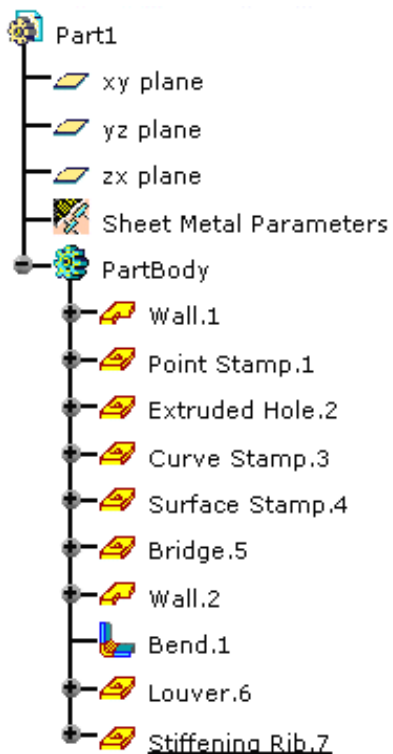 Part1
xy plane
yz plane
zx plane
Sheet Metal Parameters
PartBody
Wall.1
Point Stamp.1
Extruded Hole.2
Curve Stamp.3
Surface Stamp.4
Bridge.5
Wall.2
Bend.1
Louver.6
Stiffening Rib.7